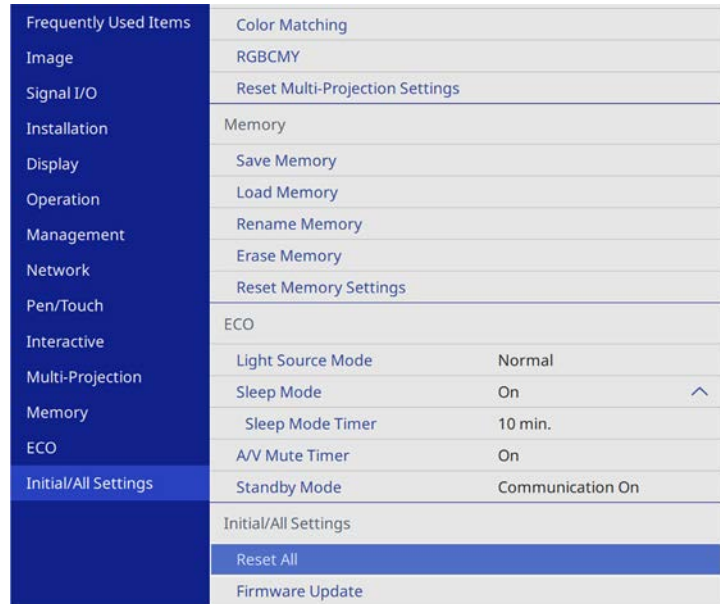 Frequently Used Items
Image
Signal I/O
Installation
Display
Operation
Management
Network
Pen/Touch
Interactive
Multi-Projection
Memory
ECO
Initial/All Settings
Color Matching
RGBCMY
Reset Multi-Projection Settings
Memory
Save Memory
Load Memory
Rename Memory
Erase Memory
Reset Memory Settings
ECO
Light Source Mode Normal
Sleep Mode On
Sleep Mode Timer 10 min.
A/V Mute Timer On
Standby Mode Communication On
Initial/All Settings
Reset All
Firmware Update